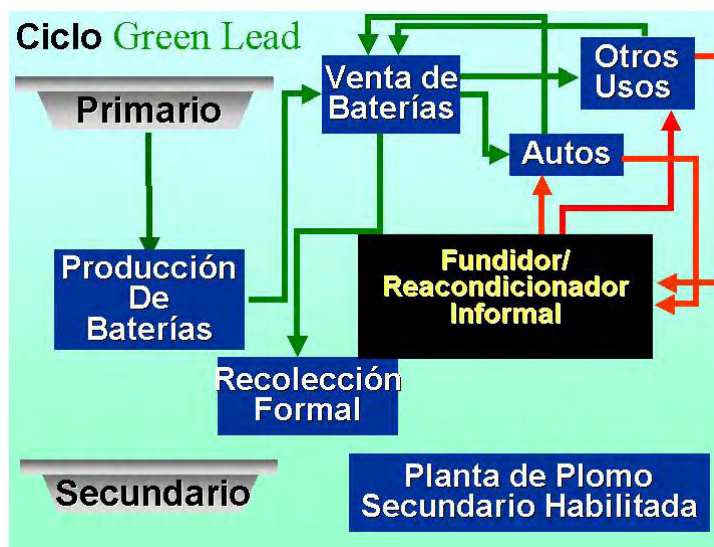 Ciclo Green Lead
Primario
Venta de
Baterías
Otros
Usos
Autos
Producción
De
Baterías
Fundidor/
Reacondicionador
Informal
Recolección
Formal
Secundario
Planta de Plomo
Secundario Habilitada